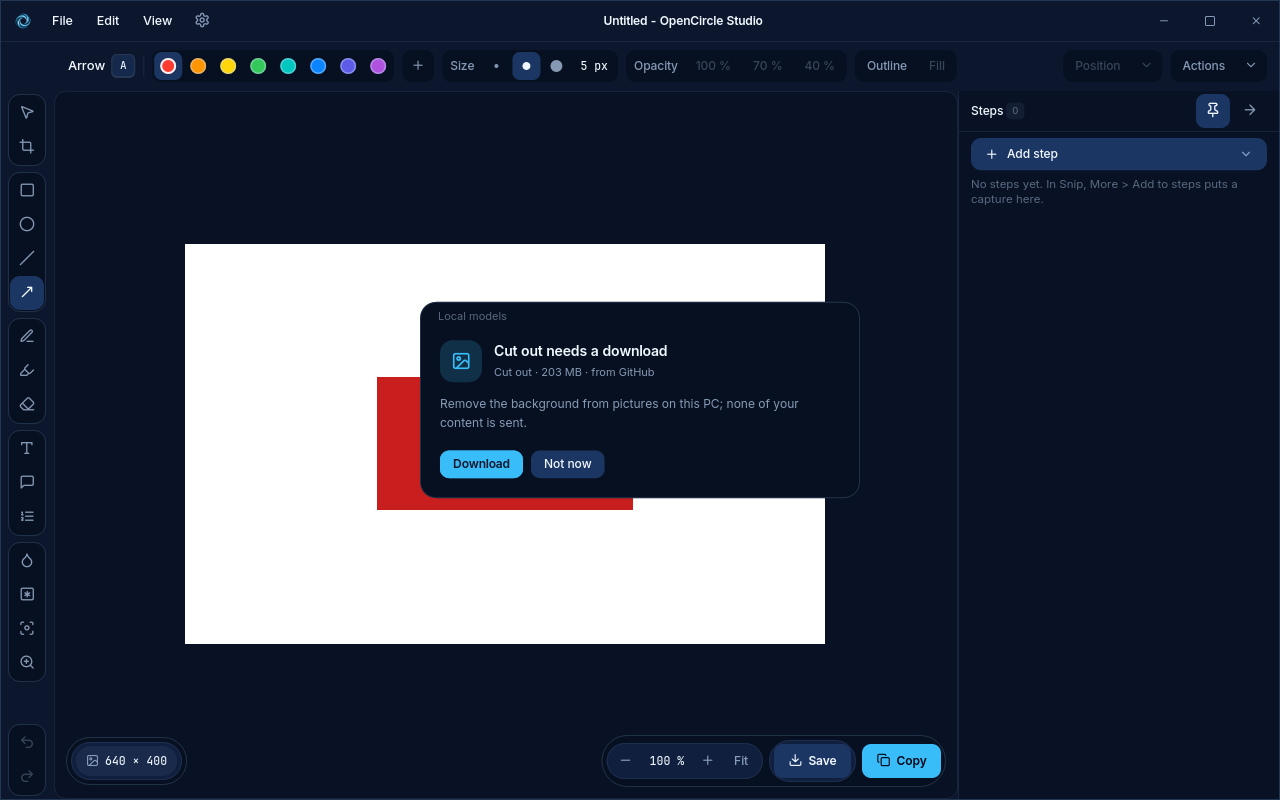 File Edit View
Untitled - OpenCircle Studio
Arrow A
Size 5 px
Opacity 100 % 70 % 40 %
Outline Fill
Position
Actions
Steps 0
Add step
No steps yet. In Snip, More > Add to steps puts a
capture here.
Local models
Cut out needs a download
Cut out · 203 MB · from GitHub
Remove the background from pictures on this PC; none of your
content is sent.
Download Not now
640 × 400
100 % Fit
Save
Copy